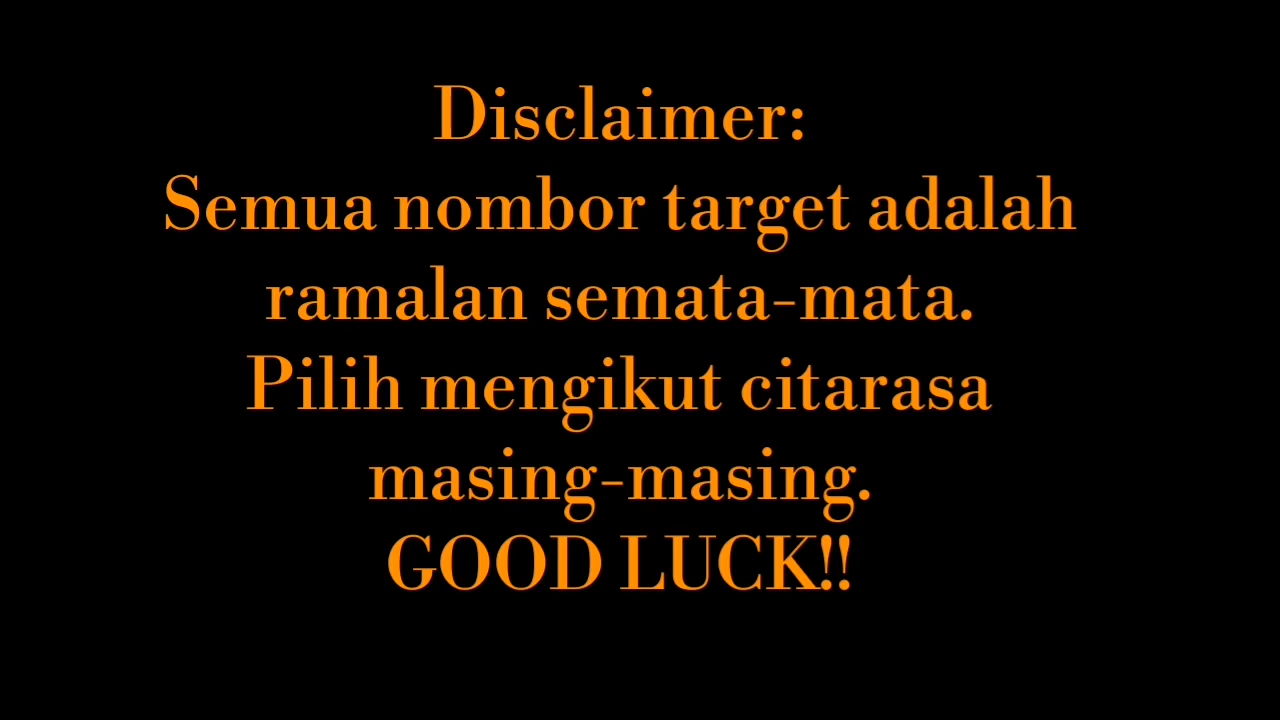 Disclaimer:
Semua nombor target adalah
ramalan semata-mata.
Pilih mengikut citarasa
masing-masing.
GOOD LUCK!!